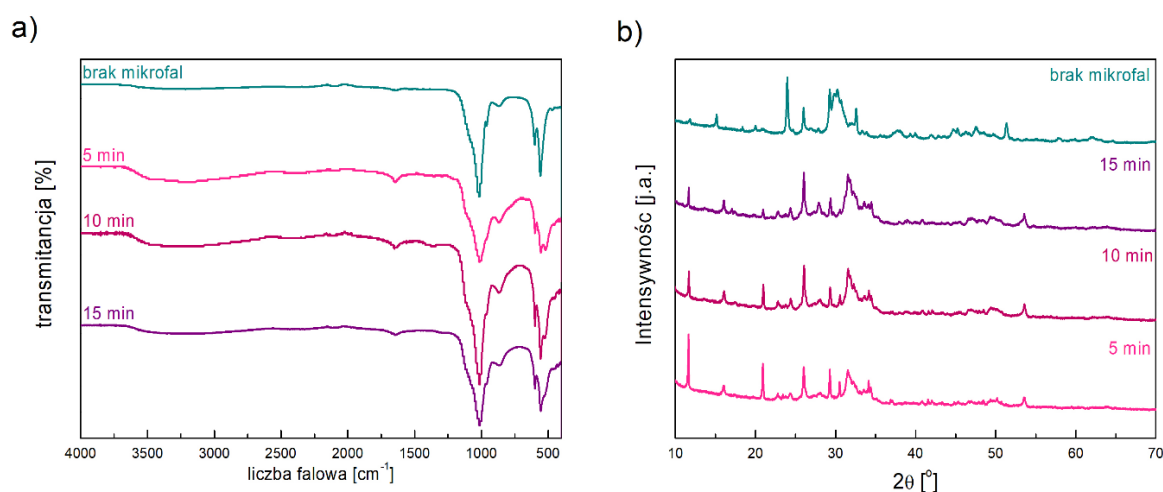 a)
transmitancja [%]
brak mikrofal
5 min
10 min
15 min
4000 3500 3000 2500 2000 1500 1000 500
liczba falowa [cm⁻¹]
b)
Intensywność [j.a.]
brak mikrofal
15 min
10 min
5 min
10 20 30 40 50 60 70
2θ [°]